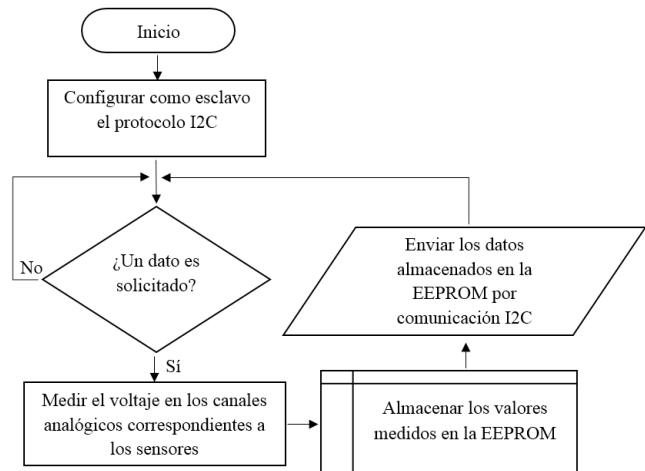 Inicio
Configurar como esclavo
el protocolo I2C
¿Un dato es
solicitado?
No
Sí
Medir el voltaje en los canales
analógicos correspondientes a
los sensores
Almacenar los valores
medidos en la EEPROM
Enviar los datos
almacenados en la
EEPROM por
comunicación I2C